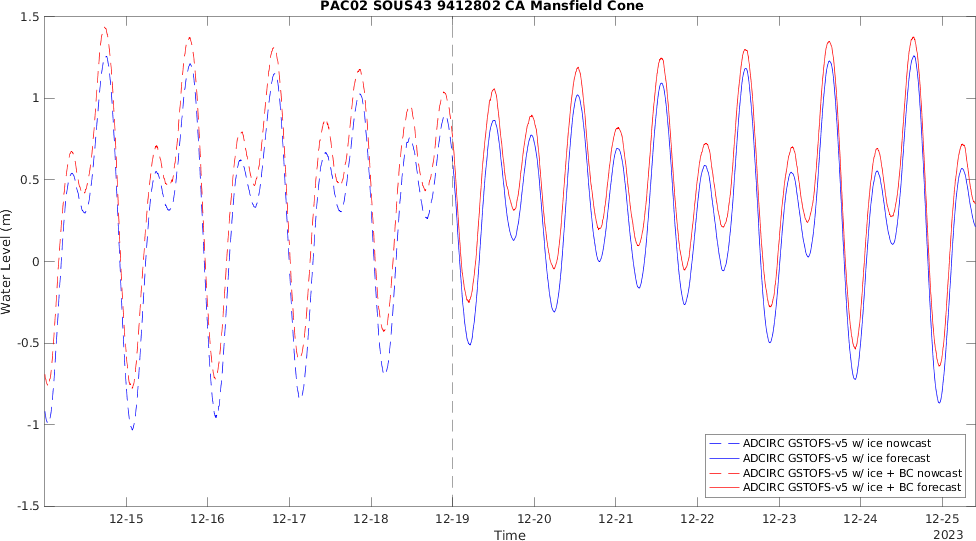 PAC02 SOUS43 9412802 CA Mansfield Cone
1.5
1
0.5
0
-0.5
-1
-1.5
Water Level (m)
ADCIRC GSTOFS-v5 w/ ice nowcast
ADCIRC GSTOFS-v5 w/ ice forecast
ADCIRC GSTOFS-v5 w/ ice + BC nowcast
ADCIRC GSTOFS-v5 w/ ice + BC forecast
12-15 12-16 12-17 12-18 12-19 12-20 12-21 12-22 12-23 12-24 12-25
Time
2023